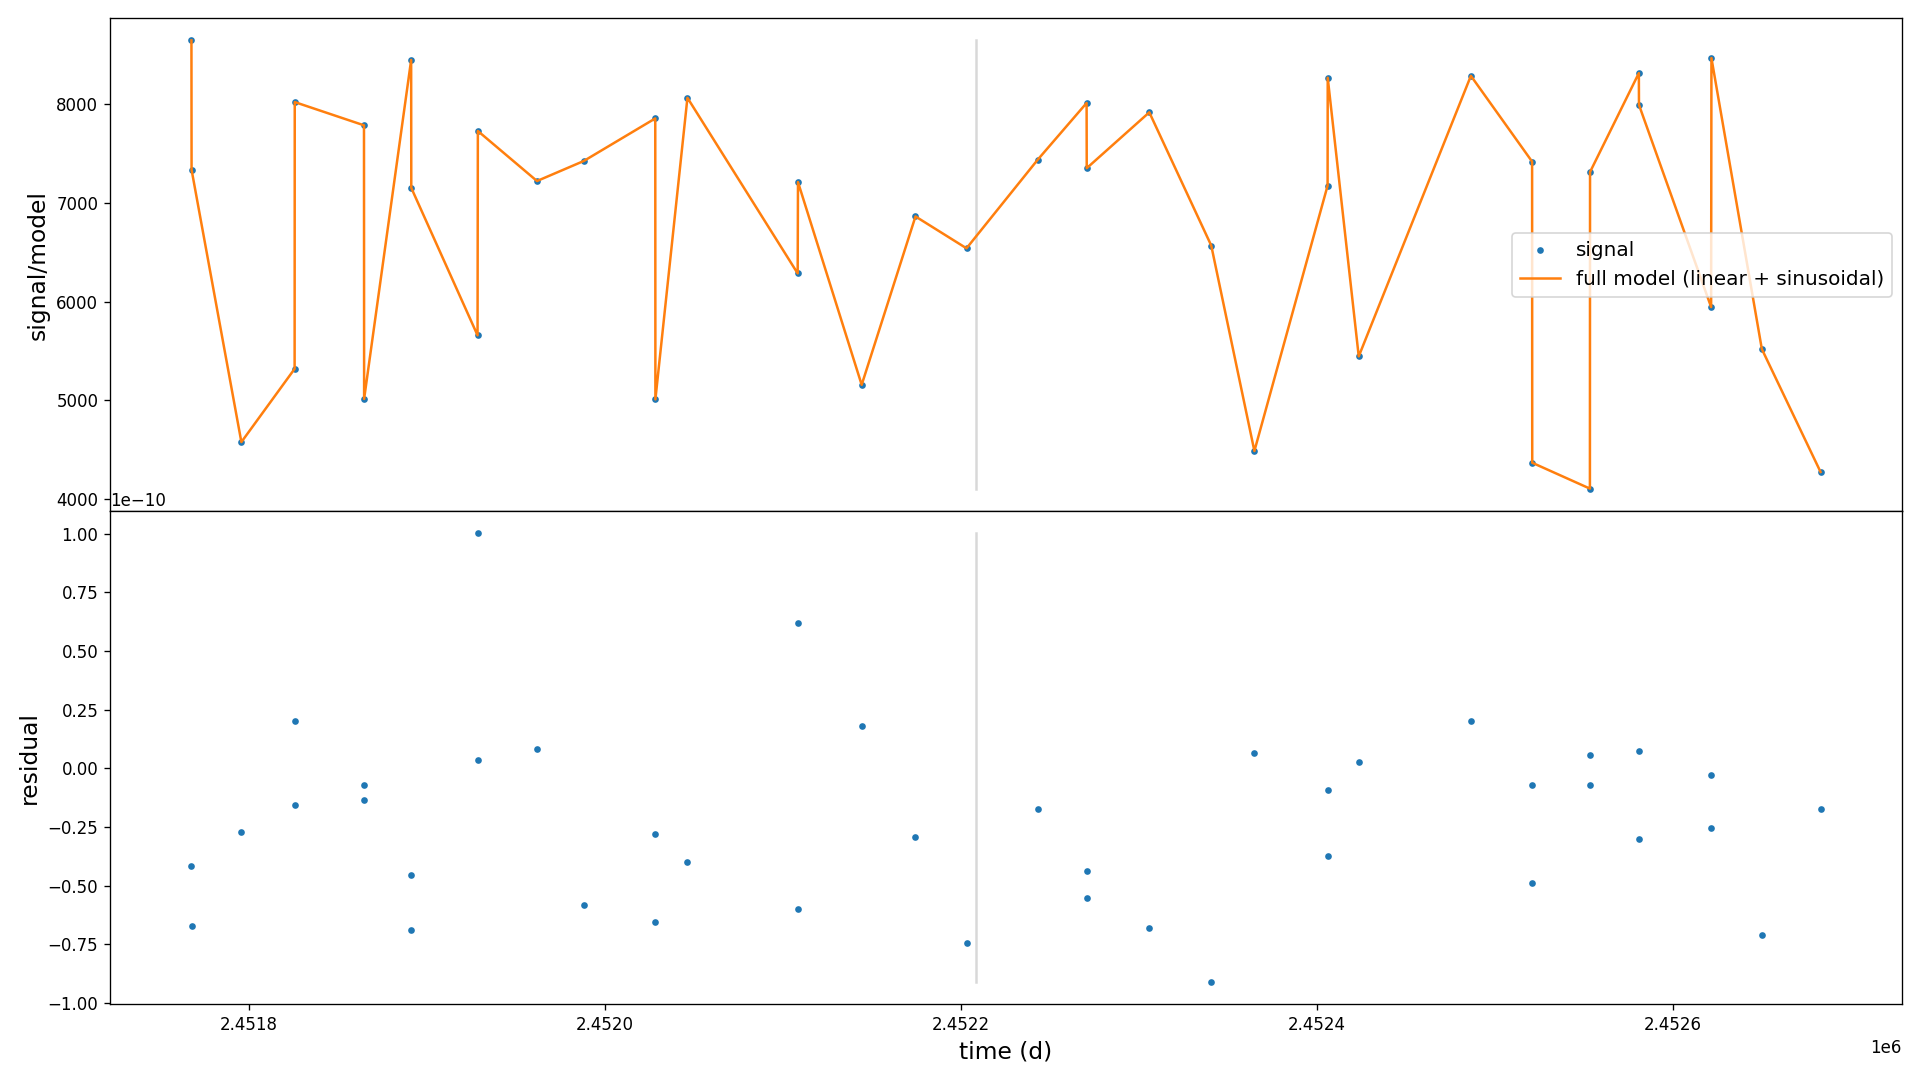 8000
7000
6000
5000
4000
signal/model
signal
full model (linear + sinusoidal)
1e−10
1.00
0.75
0.50
0.25
0.00
−0.25
−0.50
−0.75
−1.00
residual
2.4518
2.4520
2.4522
2.4524
2.4526
1e6
time (d)